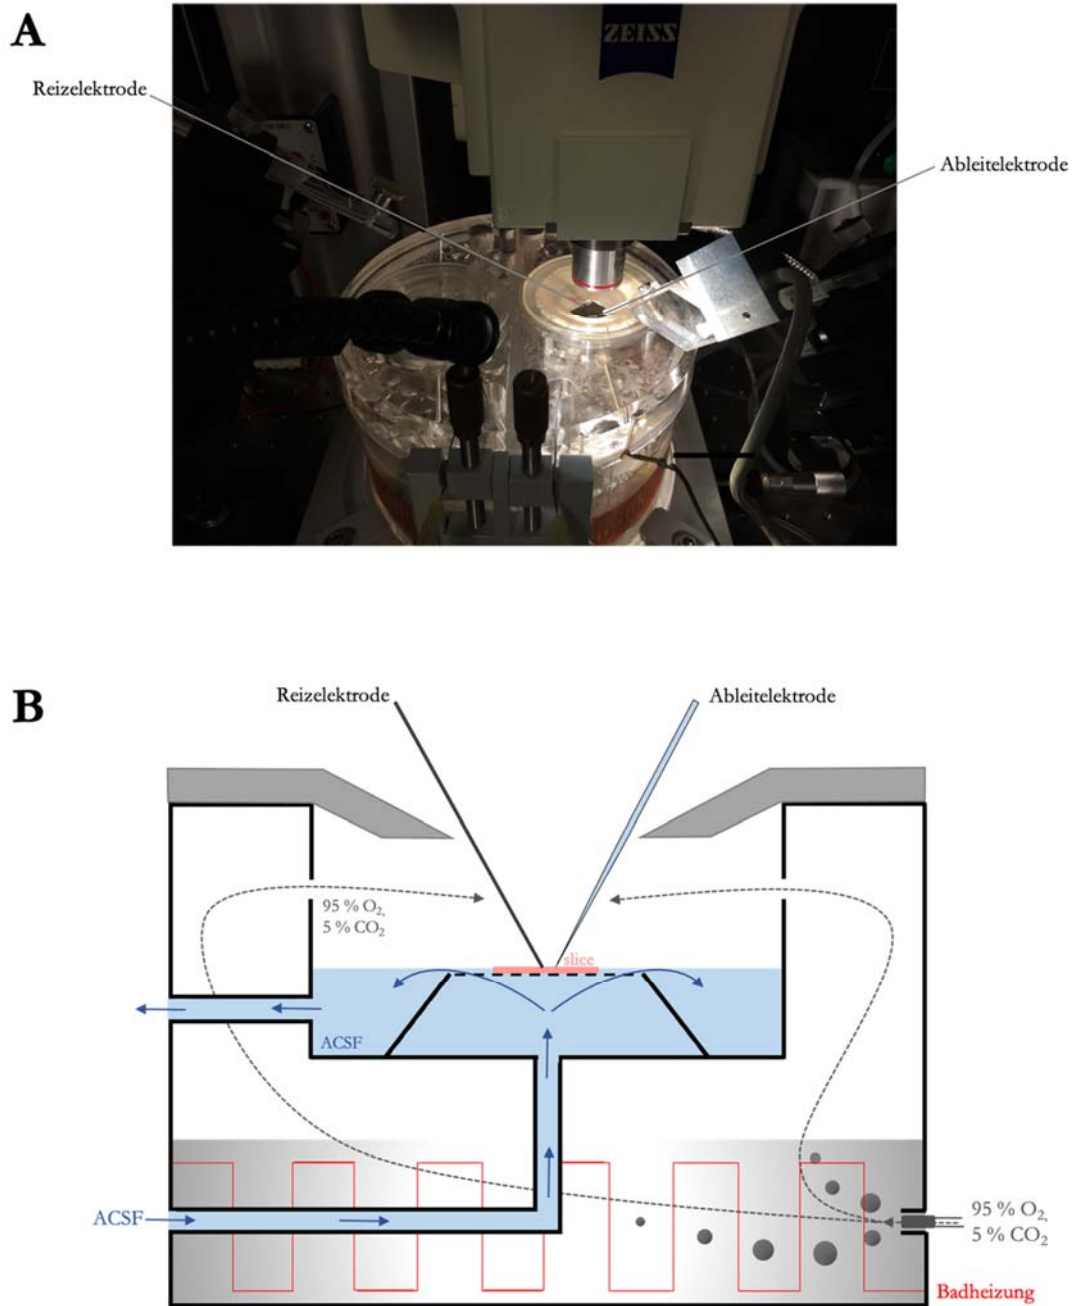 A
ZEISS
Reizelektrode
Ableitelektrode
B
Reizelektrode
Ableitelektrode
95 % O₂,
5 % CO₂
slice
ACSF
ACSF
95 % O₂,
5 % CO₂
Badheizung